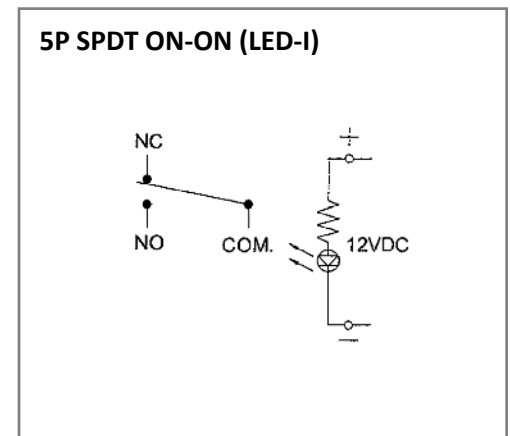 5P SPDT ON-ON (LED-I)
NC
+
NO
COM.
12VDC
—